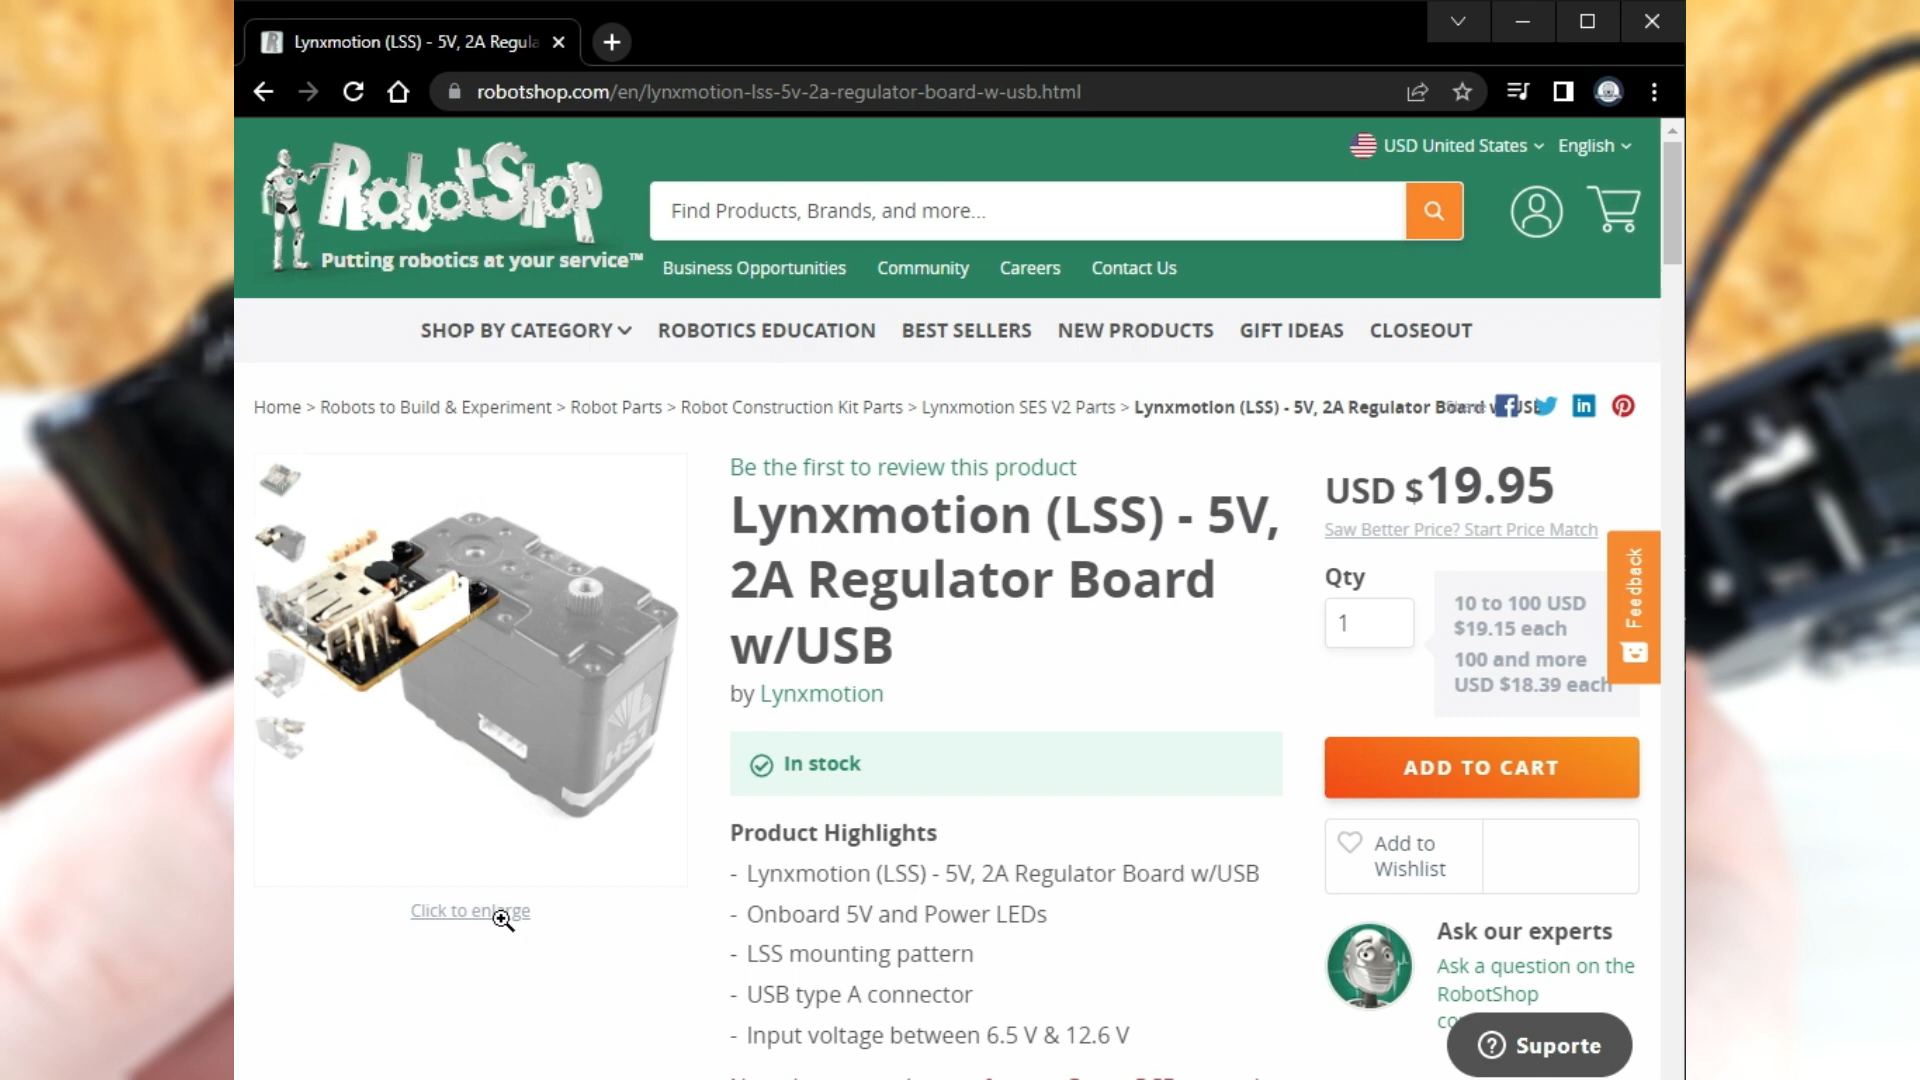 Lynxmotion (LSS) - 5V, 2A Regula
robotshop.com/en/lynxmotion-lss-5v-2a-regulator-board-w-usb.html
USD United States English
RobotShop
Find Products, Brands, and more...
Putting robotics at your service™
Business Opportunities Community Careers Contact Us
SHOP BY CATEGORY ROBOTICS EDUCATION BEST SELLERS NEW PRODUCTS GIFT IDEAS CLOSEOUT
Home > Robots to Build & Experiment > Robot Parts > Robot Construction Kit Parts > Lynxmotion SES V2 Parts > Lynxmotion (LSS) - 5V, 2A Regulator Board w/USB
Be the first to review this product
Lynxmotion (LSS) - 5V,
2A Regulator Board
w/USB
by Lynxmotion
In stock
Product Highlights
- Lynxmotion (LSS) - 5V, 2A Regulator Board w/USB
- Onboard 5V and Power LEDs
- LSS mounting pattern
- USB type A connector
- Input voltage between 6.5 V & 12.6 V
HS1
Click to enlarge
USD $19.95
Saw Better Price? Start Price Match
Qty
1
10 to 100 USD
$19.15 each
100 and more
USD $18.39 each
Feedback
ADD TO CART
Add to
Wishlist
Ask our experts
Ask a question on the
RobotShop
Suporte